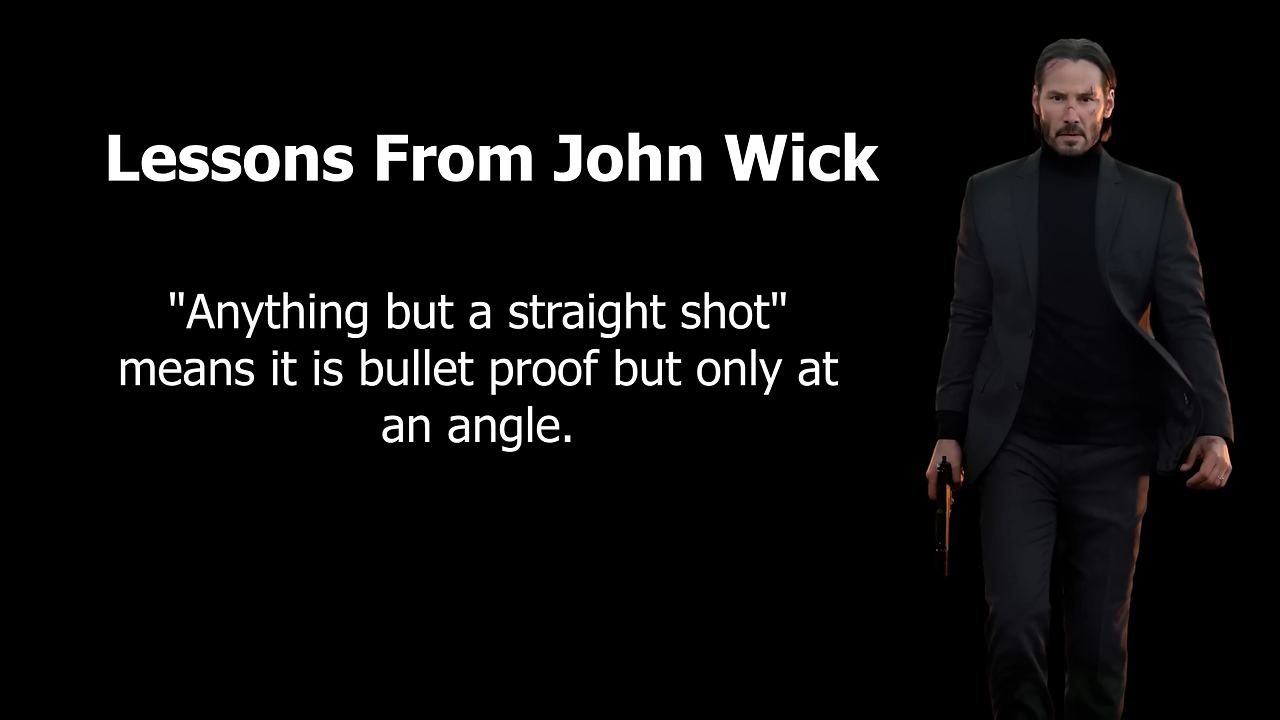 Lessons From John Wick
"Anything but a straight shot"
means it is bullet proof but only at
an angle.